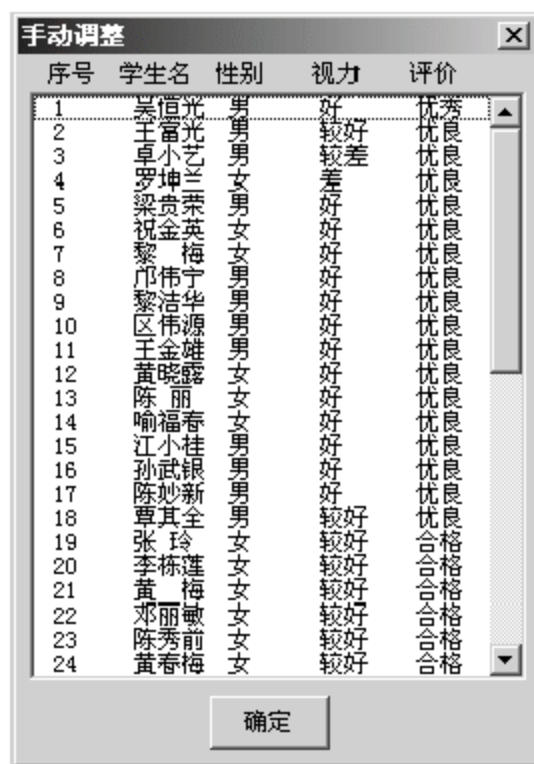 手动调整
序号 学生名 性别 视力 评价
1 吴恒光 男 好 优秀
2 王富光 男 较好 优良
3 卓小艺 男 较差 优良
4 罗坤兰 女 差 优良
5 梁贵荣 男 好 优良
6 祝金英 女 好 优良
7 黎 梅 女 好 优良
8 邝伟宁 男 好 优良
9 黎洁华 男 好 优良
10 区伟源 男 好 优良
11 王金雄 男 好 优良
12 黄晓露 女 好 优良
13 陈 丽 女 好 优良
14 喻福春 女 好 优良
15 江小桂 男 好 优良
16 孙武银 男 好 优良
17 陈妙新 男 好 优良
18 覃其全 男 较好 优良
19 张 玲 女 较好 合格
20 李栋莲 女 较好 合格
21 黄 梅 女 较好 合格
22 邓丽敏 女 较好 合格
23 陈秀前 女 较好 合格
24 黄春梅 女 较好 合格
确定